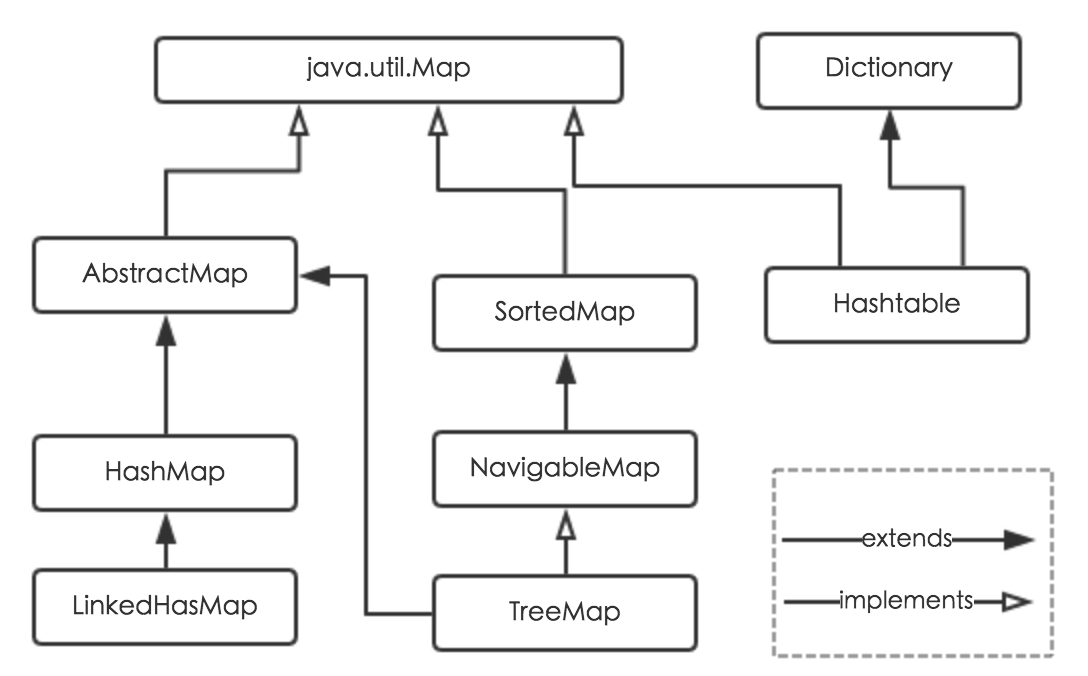 java.util.Map
Dictionary
AbstractMap
SortedMap
Hashtable
HashMap
NavigableMap
LinkedHasMap
TreeMap
extends
implements